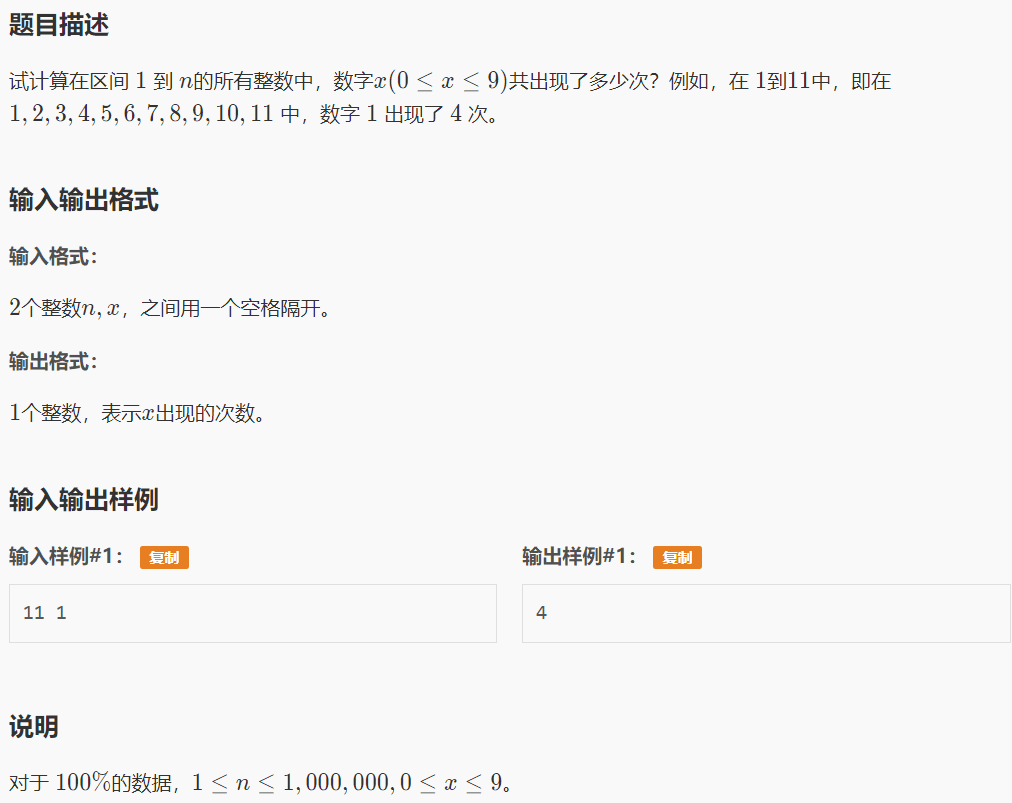 题目描述
试计算在区间 1 到 n的所有整数中，数字x(0 ≤ x ≤ 9)共出现了多少次？例如，在 1到11中，即在
1, 2, 3, 4, 5, 6, 7, 8, 9, 10, 11 中，数字 1 出现了 4 次。
输入输出格式
输入格式：
2个整数n, x，之间用一个空格隔开。
输出格式：
1个整数，表示x出现的次数。
输入输出样例
输入样例#1： 复制
11 1
输出样例#1： 复制
4
说明
对于 100%的数据，1 ≤ n ≤ 1,000,000, 0 ≤ x ≤ 9。